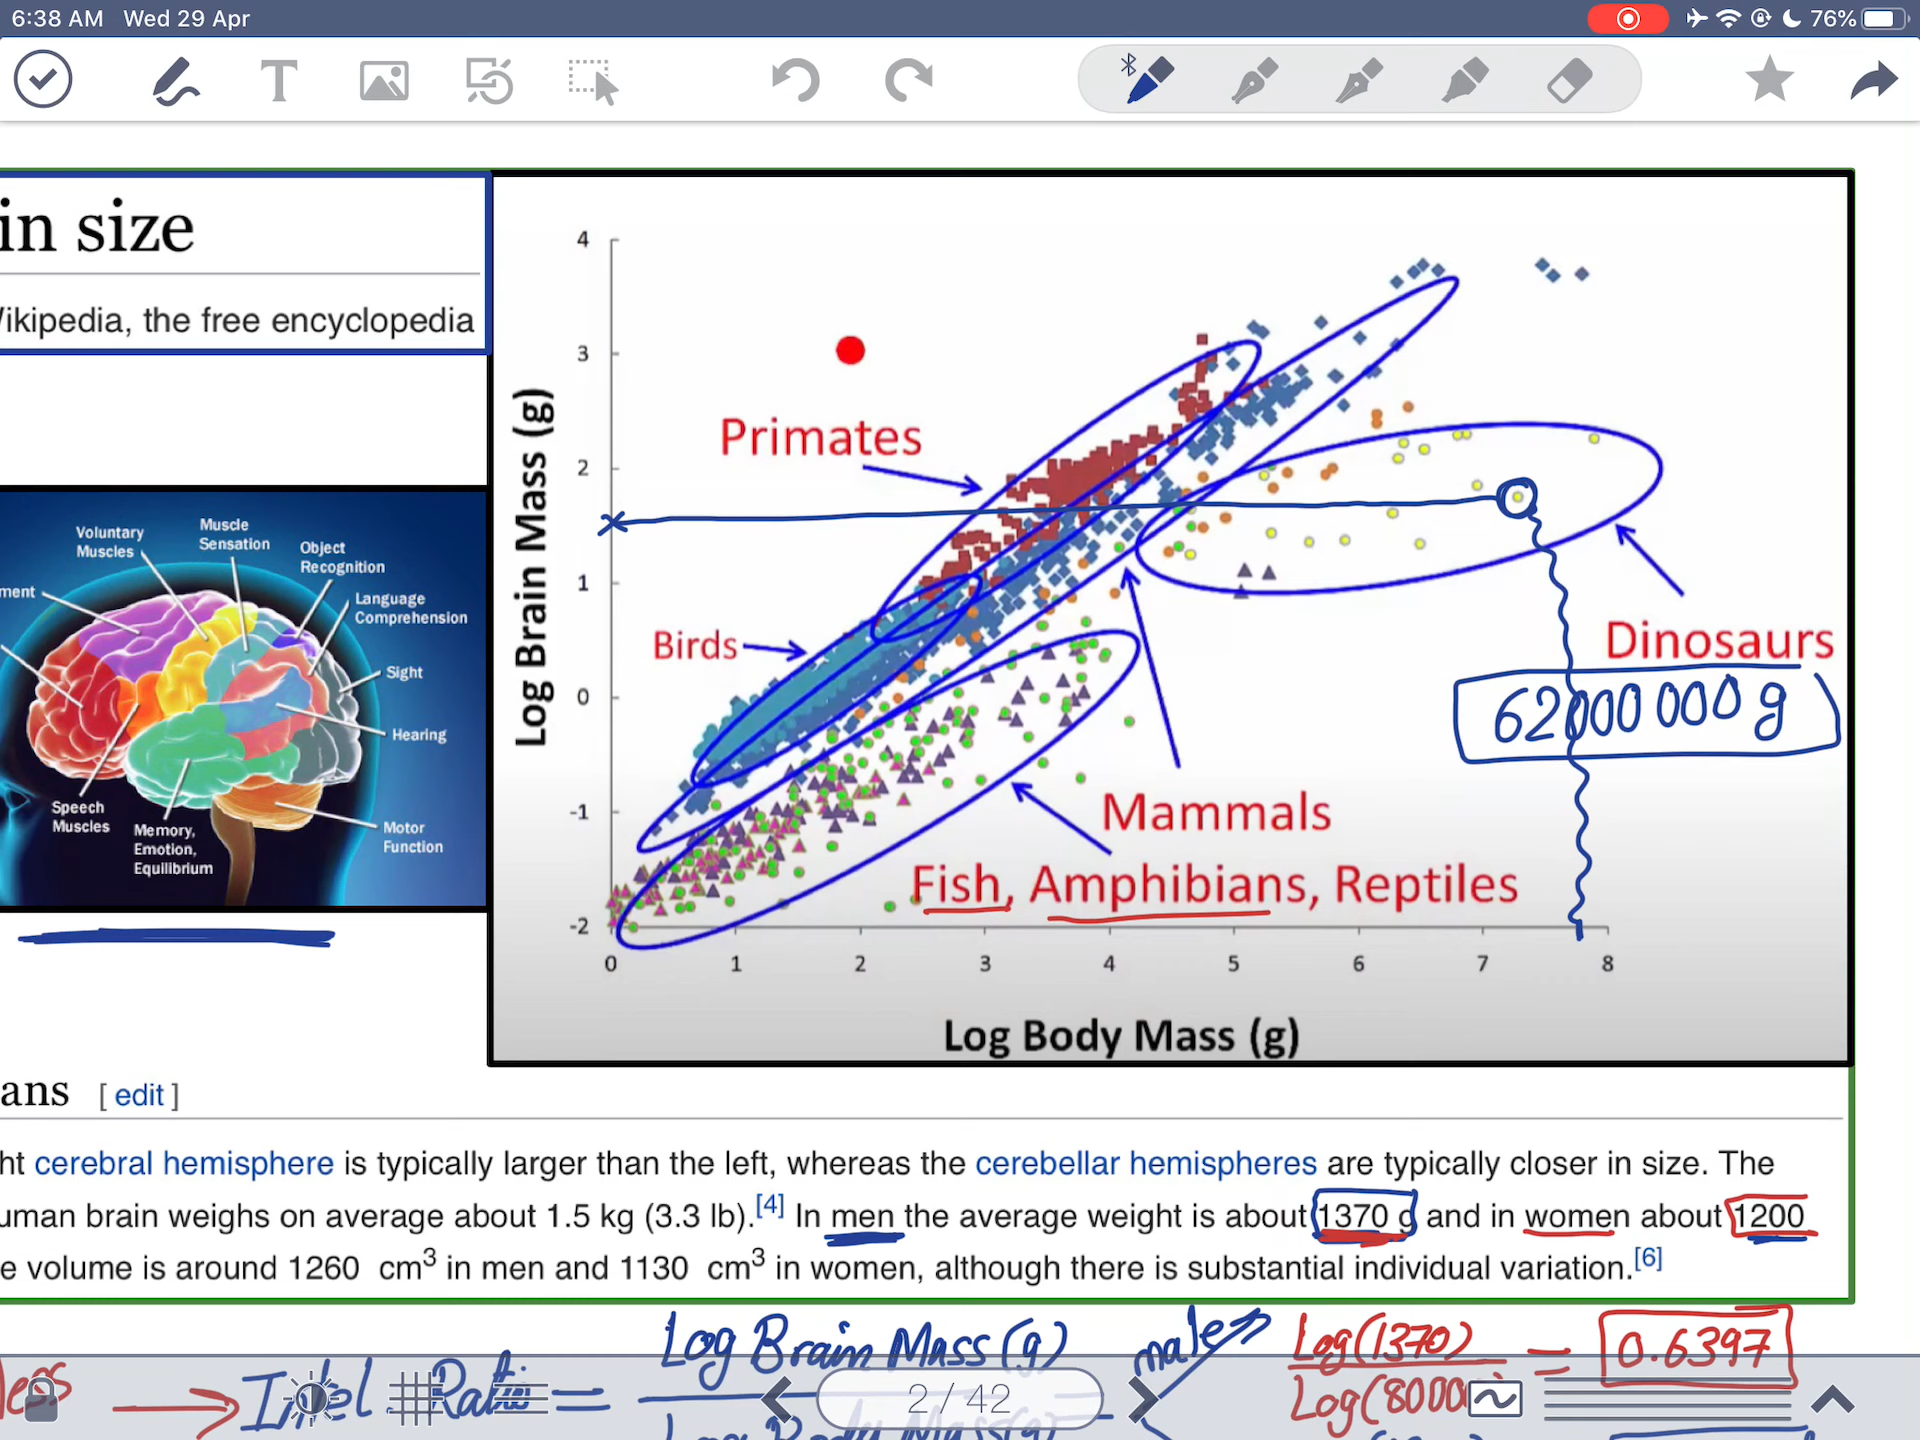 6:38 AM Wed 29 Apr
76%
T
in size
Wikipedia, the free encyclopedia
Voluntary
Muscles
Muscle
Sensation
Object
Recognition
Language
Comprehension
Sight
Hearing
Motor
Function
Speech
Muscles
Memory,
Emotion,
Equilibrium
Log Brain Mass (g)
4
3
2
1
0
-1
-2
0 1 2 3 4 5 6 7 8
Log Body Mass (g)
Primates
Birds
Dinosaurs
62000 000 g
Mammals
Fish, Amphibians, Reptiles
ans [ edit ]
ht cerebral hemisphere is typically larger than the left, whereas the cerebellar hemispheres are typically closer in size. The
uman brain weighs on average about 1.5 kg (3.3 lb).[4] In men the average weight is about 1370 g and in women about 1200
e volume is around 1260 cm3 in men and 1130 cm3 in women, although there is substantial individual variation.[6]
Log Brain Mass (g)
Intel Ratio =
Log Body Mass (g)
males
Log(1370)
Log(8000
= 0.6397
2 / 42